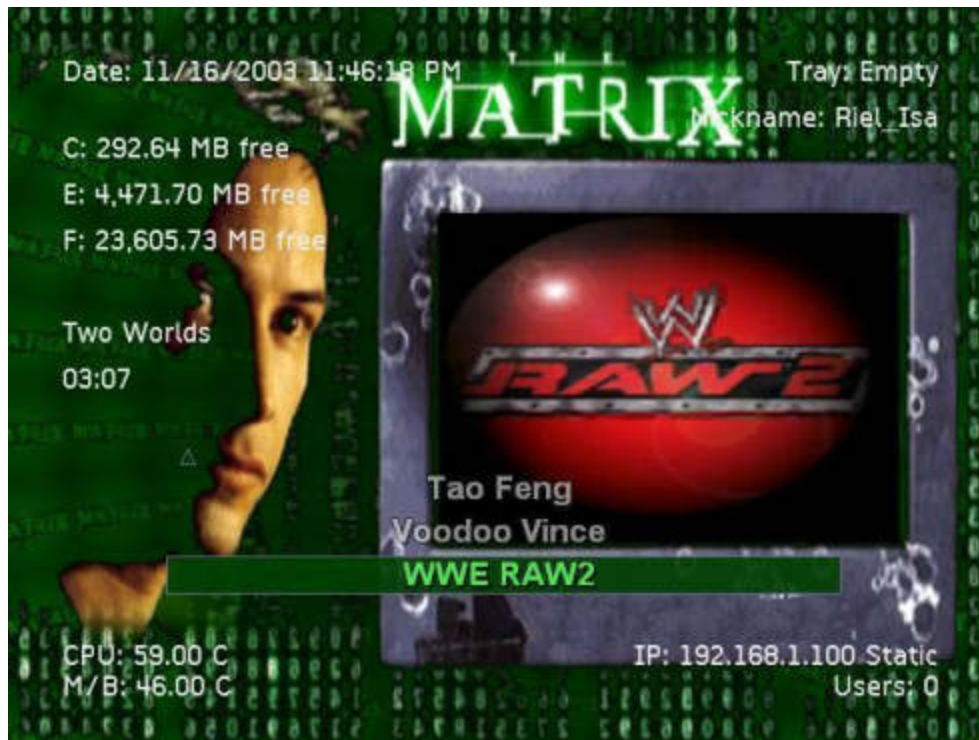 THE
MATRIX
Date: 11/16/2003 11:46:18 PM
Tray: Empty
Nickname: Riel_Isa
C: 292.64 MB free
E: 4,471.70 MB free
F: 23,605.73 MB free
Two Worlds
03:07
W
RAW 2
Tao Feng
Voodoo Vince
WWE RAW2
CPU: 59.00 C
M/B: 46.00 C
IP: 192.168.1.100 Static
Users: 0